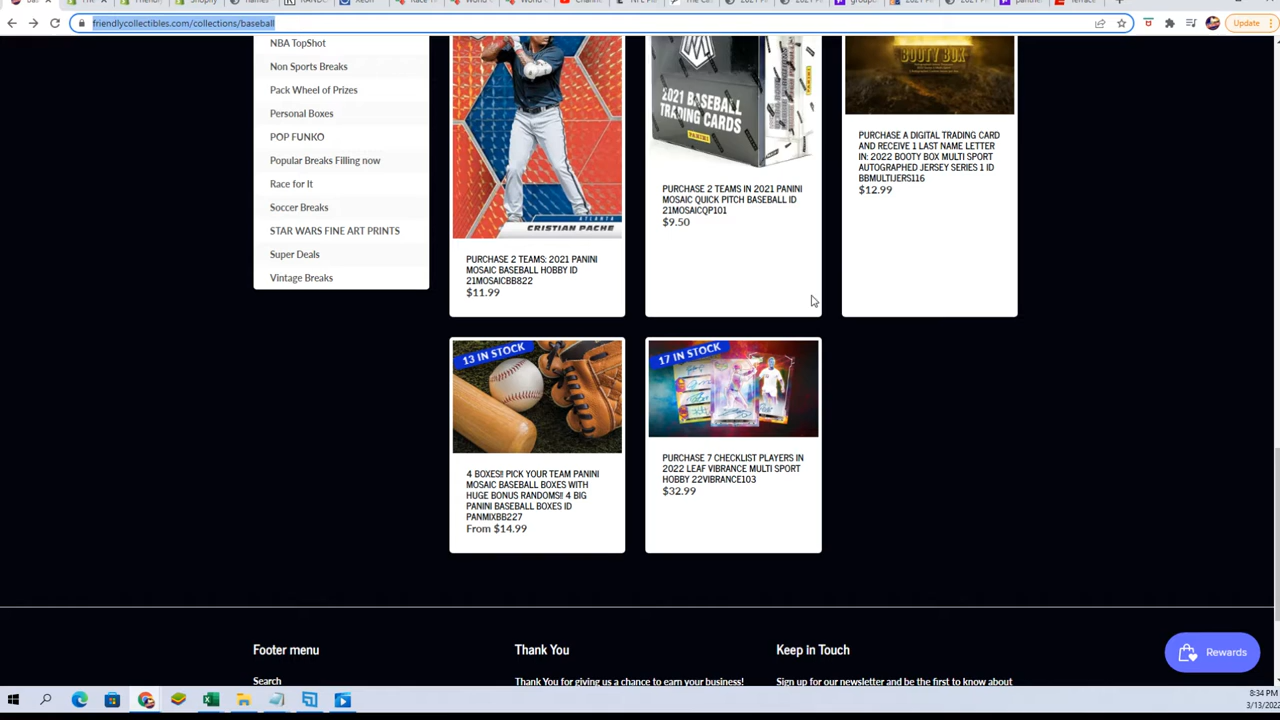 friendlycollectibles.com/collections/baseball
Update
NBA TopShot
Non Sports Breaks
Pack Wheel of Prizes
Personal Boxes
POP FUNKO
Popular Breaks Filling now
Race for It
Soccer Breaks
STAR WARS FINE ART PRINTS
Super Deals
Vintage Breaks
ATLANTA
CRISTIAN PACHE
PURCHASE 2 TEAMS: 2021 PANINI
MOSAIC BASEBALL HOBBY ID
21MOSAICBB822
$11.99
2021 BASEBALL
TRADING CARDS
PANINI
PURCHASE 2 TEAMS IN 2021 PANINI
MOSAIC QUICK PITCH BASEBALL ID
21MOSAICQP101
$9.50
BOOTY BOX
PURCHASE A DIGITAL TRADING CARD
AND RECEIVE 1 LAST NAME LETTER
IN: 2022 BOOTY BOX MULTI SPORT
AUTOGRAPHED JERSEY SERIES 1 ID
BBMULTIJERS116
$12.99
13 IN STOCK
4 BOXES!! PICK YOUR TEAM PANINI
MOSAIC BASEBALL BOXES WITH
HUGE BONUS RANDOMS!! 4 BIG
PANINI BASEBALL BOXES ID
PANMIXBB227
From $14.99
17 IN STOCK
PURCHASE 7 CHECKLIST PLAYERS IN
2022 LEAF VIBRANCE MULTI SPORT
HOBBY 22VIBRANCE103
$32.99
Footer menu
Search
Thank You
Thank You for giving us a chance to earn your business!
Keep in Touch
Sign up for our newsletter and be the first to know about
Rewards
8:34 PM